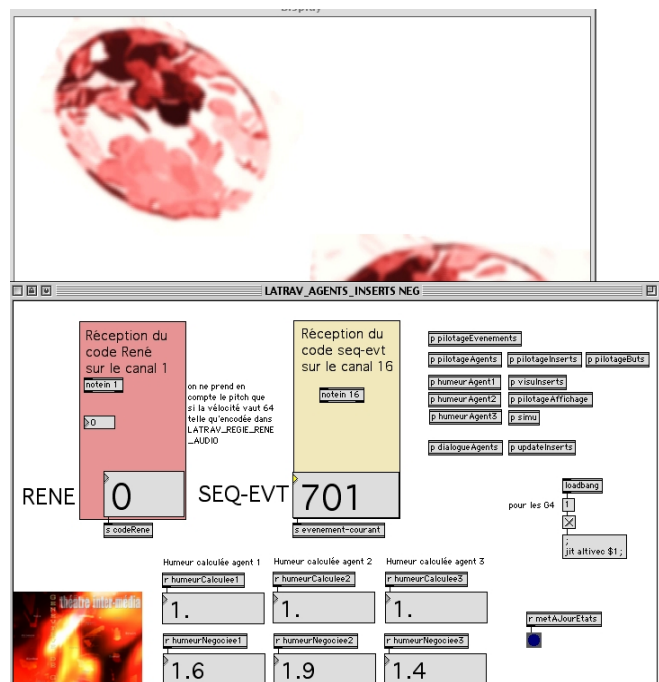 Display
LATRAV_AGENTS_INSERTS NEG
Réception du
code René
sur le canal 1
notein 1
0
on ne prend en
compte le pitch que
si la vélocité vaut 64
telle qu'encodée dans
LATRAV_REGIE_RENE
_AUDIO
RENE
0
s codeRene
Réception du
code seq-evt
sur le canal 16
notein 16
SEQ-EVT
701
s evenement-courant
p pilotageEvenements
p pilotageAgents
p pilotageInserts
p pilotageButs
p humeurAgent1
p visuInserts
p humeurAgent2
p pilotageAffichage
p humeurAgent3
p simu
p dialogueAgents
p updateInserts
loadbang
pour les G4
1
;
jit altivec $1;
Humeur calculée agent 1
Humeur calculée agent 2
Humeur calculée agent 3
r humeurCalculee1
r humeurCalculee2
r humeurCalculee3
1.
1.
1.
r metAJourEtats
r humeurNegociee1
r humeurNegociee2
r humeurNegociee3
1.6
1.9
1.4
théatre inter-media